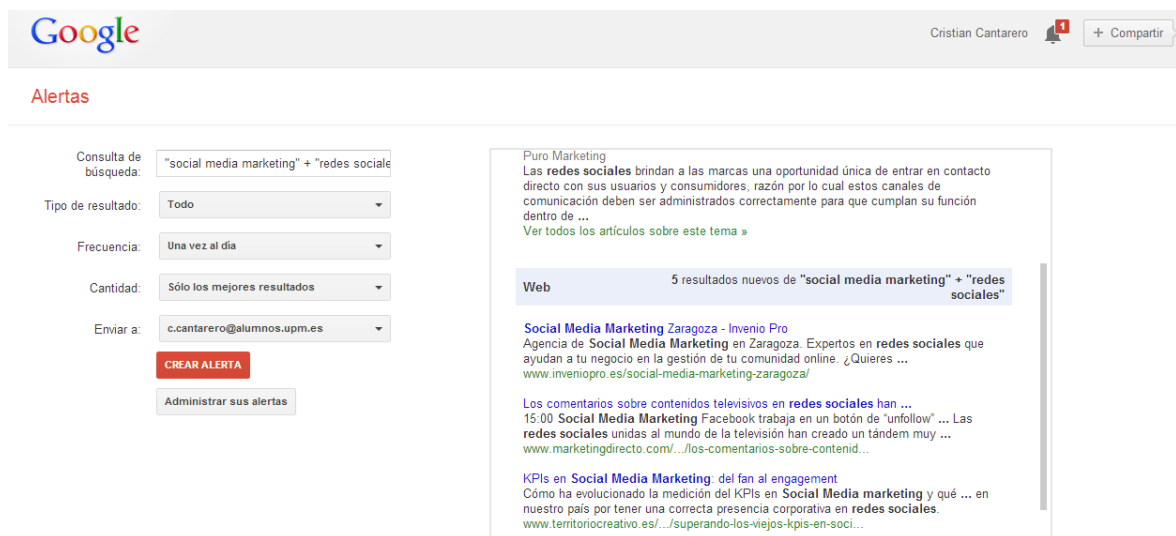 Google
Cristian Cantarero
1
+ Compartir
Alertas
Consulta de
búsqueda:
"social media marketing" + "redes sociale
Tipo de resultado:
Todo
Frecuencia:
Una vez al día
Cantidad:
Sólo los mejores resultados
Enviar a:
c.cantarero@alumnos.upm.es
CREAR ALERTA
Administrar sus alertas
Puro Marketing
Las redes sociales brindan a las marcas una oportunidad única de entrar en contacto
directo con sus usuarios y consumidores, razón por lo cual estos canales de
comunicación deben ser administrados correctamente para que cumplan su función
dentro de ...
Ver todos los artículos sobre este tema »
Web
5 resultados nuevos de "social media marketing" + "redes
sociales"
Social Media Marketing Zaragoza - Invenio Pro
Agencia de Social Media Marketing en Zaragoza. Expertos en redes sociales que
ayudan a tu negocio en la gestión de tu comunidad online. ¿Quieres ...
www.inveniopro.es/social-media-marketing-zaragoza/
Los comentarios sobre contenidos televisivos en redes sociales han ...
15:00 Social Media Marketing Facebook trabaja en un botón de "unfollow" ... Las
redes sociales unidas al mundo de la televisión han creado un tándem muy ...
www.marketingdirecto.com/.../los-comentarios-sobre-contenid...
KPIs en Social Media Marketing: del fan al engagement
Cómo ha evolucionado la medición del KPIs en Social Media marketing y qué ... en
nuestro país por tener una correcta presencia corporativa en redes sociales.
www.territoriocreativo.es/.../superando-los-viejos-kpis-en-soci...